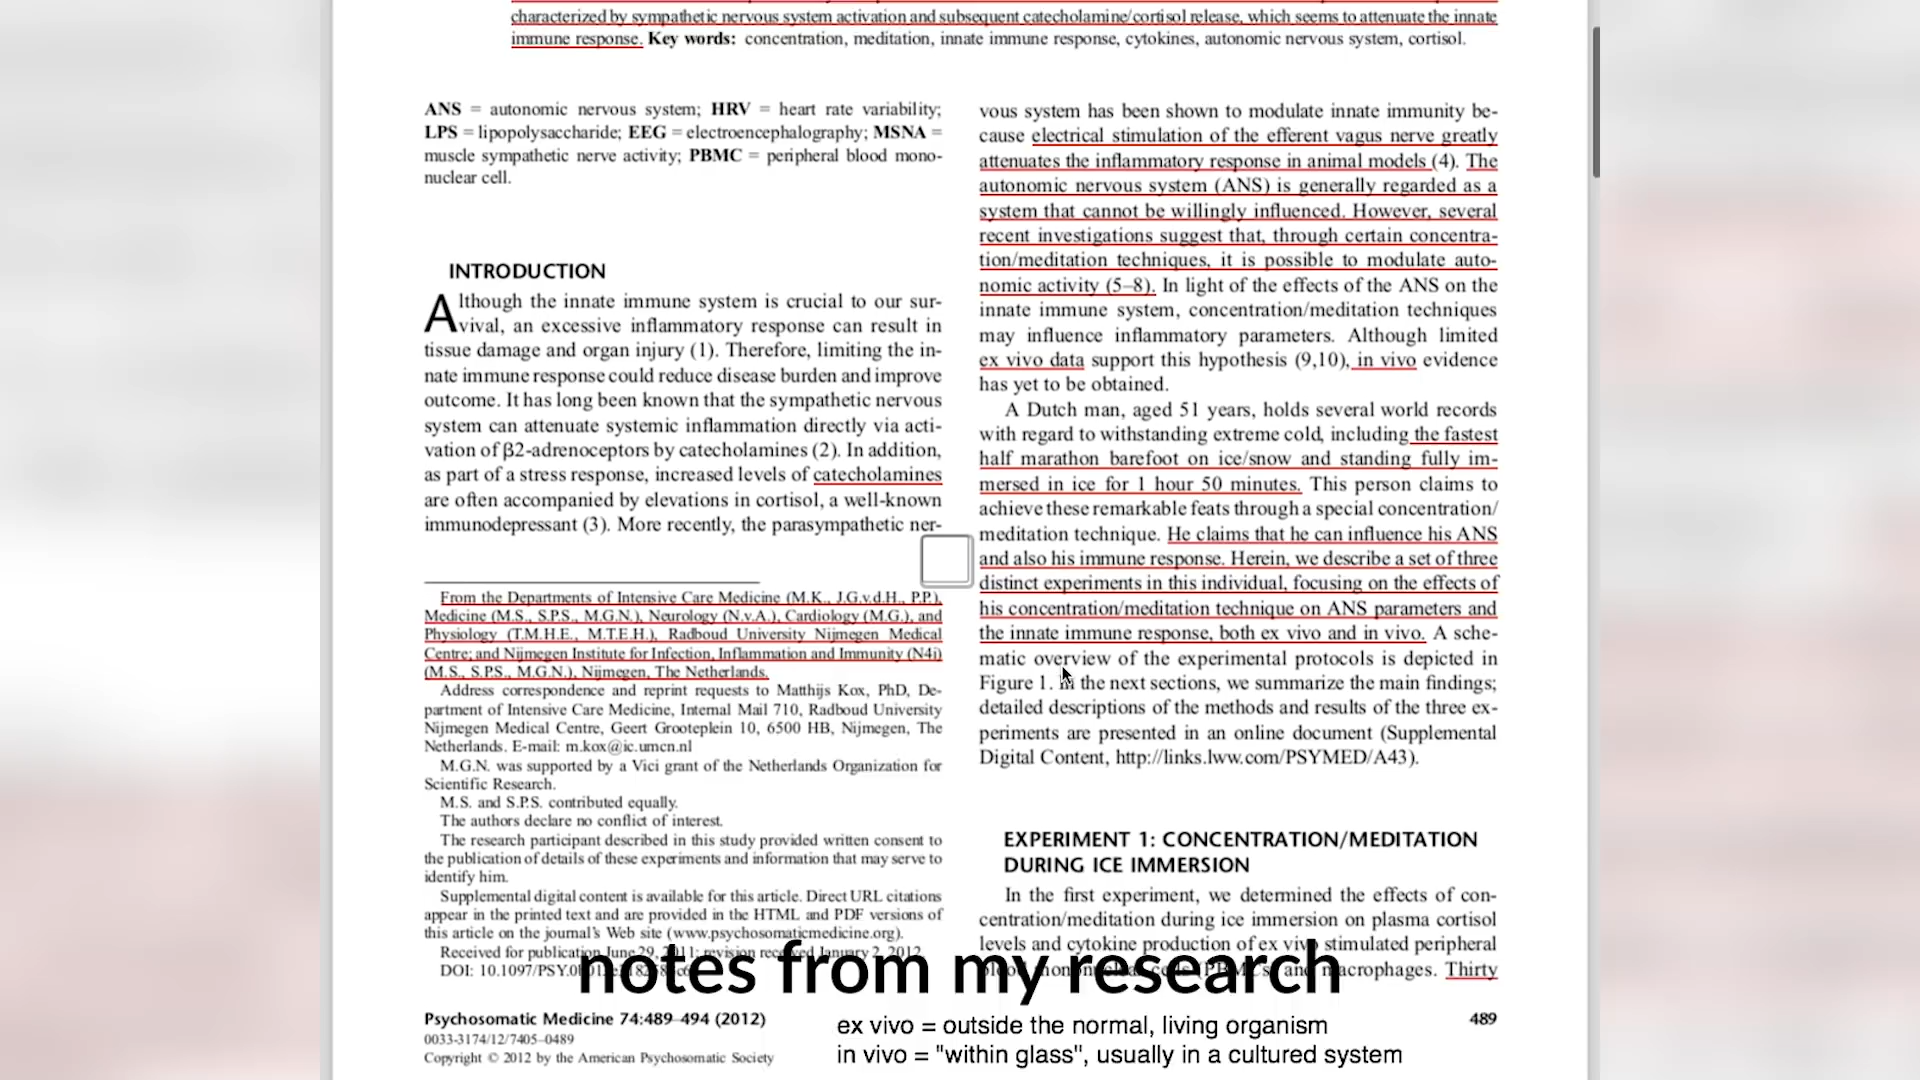 characterized by sympathetic nervous system activation and subsequent catecholamine/cortisol release, which seems to attenuate the innate
immune response. Key words: concentration, meditation, innate immune response, cytokines, autonomic nervous system, cortisol.
ANS = autonomic nervous system; HRV = heart rate variability;
LPS = lipopolysaccharide; EEG = electroencephalography; MSNA =
muscle sympathetic nerve activity; PBMC = peripheral blood mono-
nuclear cell.
INTRODUCTION
Although the innate immune system is crucial to our sur-
vival, an excessive inflammatory response can result in
tissue damage and organ injury (1). Therefore, limiting the in-
nate immune response could reduce disease burden and improve
outcome. It has long been known that the sympathetic nervous
system can attenuate systemic inflammation directly via acti-
vation of β2-adrenoceptors by catecholamines (2). In addition,
as part of a stress response, increased levels of catecholamines
are often accompanied by elevations in cortisol, a well-known
immunodepressant (3). More recently, the parasympathetic ner-
From the Departments of Intensive Care Medicine (M.K., J.G.v.d.H., P.P.),
Medicine (M.S., S.P.S., M.G.N.), Neurology (N.v.A.), Cardiology (M.G.), and
Physiology (T.M.H.E., M.T.E.H.), Radboud University Nijmegen Medical
Centre; and Nijmegen Institute for Infection, Inflammation and Immunity (N4i)
(M.S., S.P.S., M.G.N.), Nijmegen, The Netherlands.
Address correspondence and reprint requests to Matthijs Kox, PhD, De-
partment of Intensive Care Medicine, Internal Mail 710, Radboud University
Nijmegen Medical Centre, Geert Grooteplein 10, 6500 HB, Nijmegen, The
Netherlands. E-mail: m.kox@ic.umcn.nl
M.G.N. was supported by a Vici grant of the Netherlands Organization for
Scientific Research.
M.S. and S.P.S. contributed equally.
The authors declare no conflict of interest.
The research participant described in this study provided written consent to
the publication of details of these experiments and information that may serve to
identify him.
Supplemental digital content is available for this article. Direct URL citations
appear in the printed text and are provided in the HTML and PDF versions of
this article on the journal's Web site (www.psychosomaticmedicine.org).
Received for publication June 29, 2011; revision received January 2, 2012.
DOI: 10.1097/PSY.
Psychosomatic Medicine 74:489–494 (2012)
0033-3174/12/7405–0489
Copyright © 2012 by the American Psychosomatic Society
vous system has been shown to modulate innate immunity be-
cause electrical stimulation of the efferent vagus nerve greatly
attenuates the inflammatory response in animal models (4). The
autonomic nervous system (ANS) is generally regarded as a
system that cannot be willingly influenced. However, several
recent investigations suggest that, through certain concentra-
tion/meditation techniques, it is possible to modulate auto-
nomic activity (5–8). In light of the effects of the ANS on the
innate immune system, concentration/meditation techniques
may influence inflammatory parameters. Although limited
ex vivo data support this hypothesis (9,10), in vivo evidence
has yet to be obtained.
A Dutch man, aged 51 years, holds several world records
with regard to withstanding extreme cold, including the fastest
half marathon barefoot on ice/snow and standing fully im-
mersed in ice for 1 hour 50 minutes. This person claims to
achieve these remarkable feats through a special concentration/
meditation technique. He claims that he can influence his ANS
and also his immune response. Herein, we describe a set of three
distinct experiments in this individual, focusing on the effects of
his concentration/meditation technique on ANS parameters and
the innate immune response, both ex vivo and in vivo. A sche-
matic overview of the experimental protocols is depicted in
Figure 1. In the next sections, we summarize the main findings;
detailed descriptions of the methods and results of the three ex-
periments are presented in an online document (Supplemental
Digital Content, http://links.lww.com/PSYMED/A43).
EXPERIMENT 1: CONCENTRATION/MEDITATION
DURING ICE IMMERSION
In the first experiment, we determined the effects of con-
centration/meditation during ice immersion on plasma cortisol
levels and cytokine production of ex vivo stimulated peripheral
blood mononuclear cells (PBMCs) and macrophages. Thirty
489
notes from my research
ex vivo = outside the normal, living organism
in vivo = "within glass", usually in a cultured system